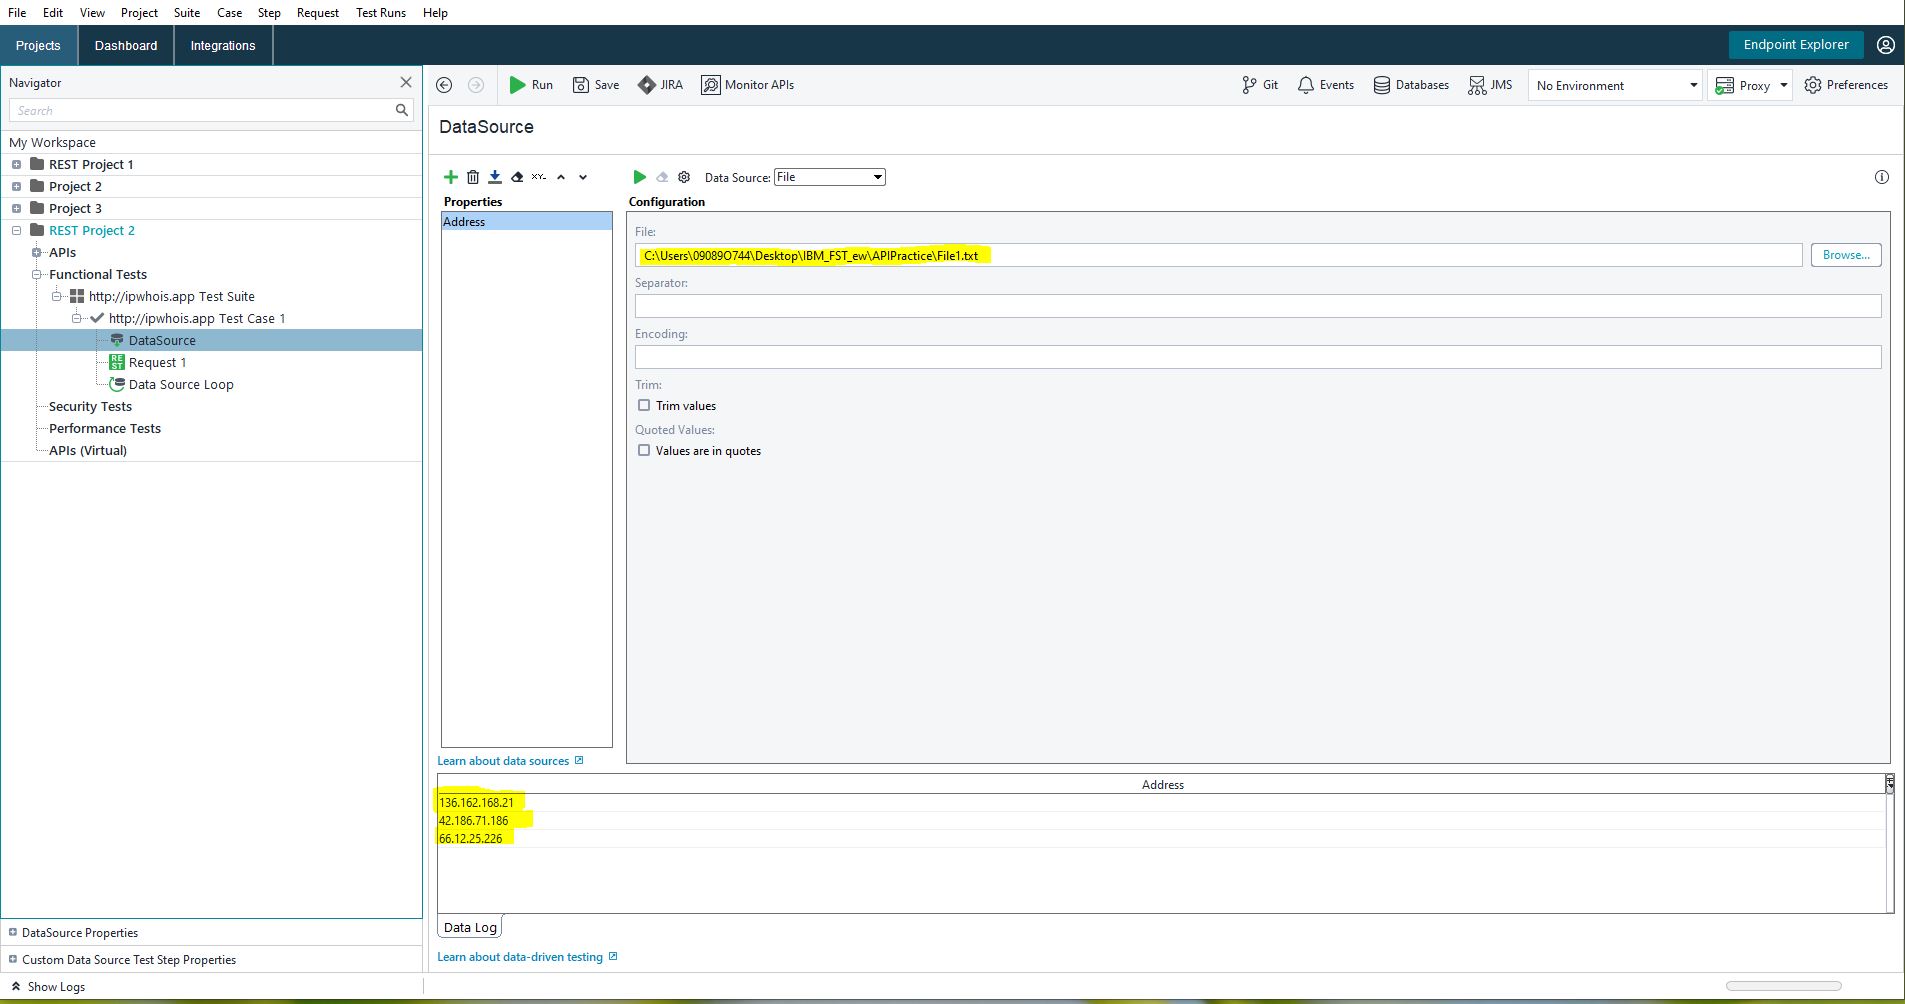 File Edit View Project Suite Case Step Request Test Runs Help
Projects Dashboard Integrations Endpoint Explorer
Navigator
Search
My Workspace
REST Project 1
Project 2
Project 3
REST Project 2
APIs
Functional Tests
http://ipwhois.app Test Suite
http://ipwhois.app Test Case 1
DataSource
REST Request 1
Data Source Loop
Security Tests
Performance Tests
APIs (Virtual)
DataSource Properties
Custom Data Source Test Step Properties
Show Logs
Run Save JIRA Monitor APIs Git Events Databases JMS No Environment Proxy Preferences
DataSource
XY= Data Source: File
Properties Configuration
Address
File:
C:\Users\09089O744\Desktop\IBM_FST_ew\APIPractice\File1.txt Browse...
Separator:
Encoding:
Trim:
Trim values
Quoted Values:
Values are in quotes
Learn about data sources
Address
136.162.168.21
42.186.71.186
66.12.25.226
Data Log
Learn about data-driven testing